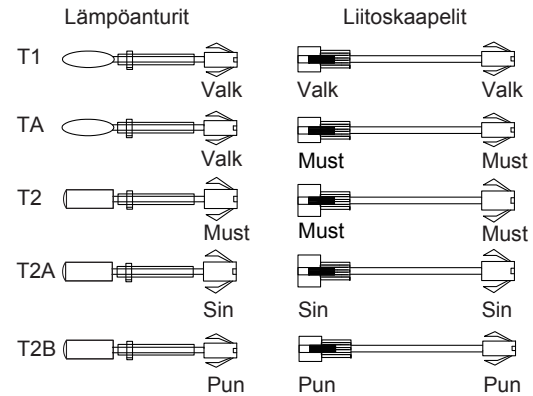 Lämpöanturit Liitoskaapelit
T1
Valk Valk Valk
TA
Valk Must Must
T2
Must Must Must
T2A
Sin Sin Sin
T2B
Pun Pun Pun